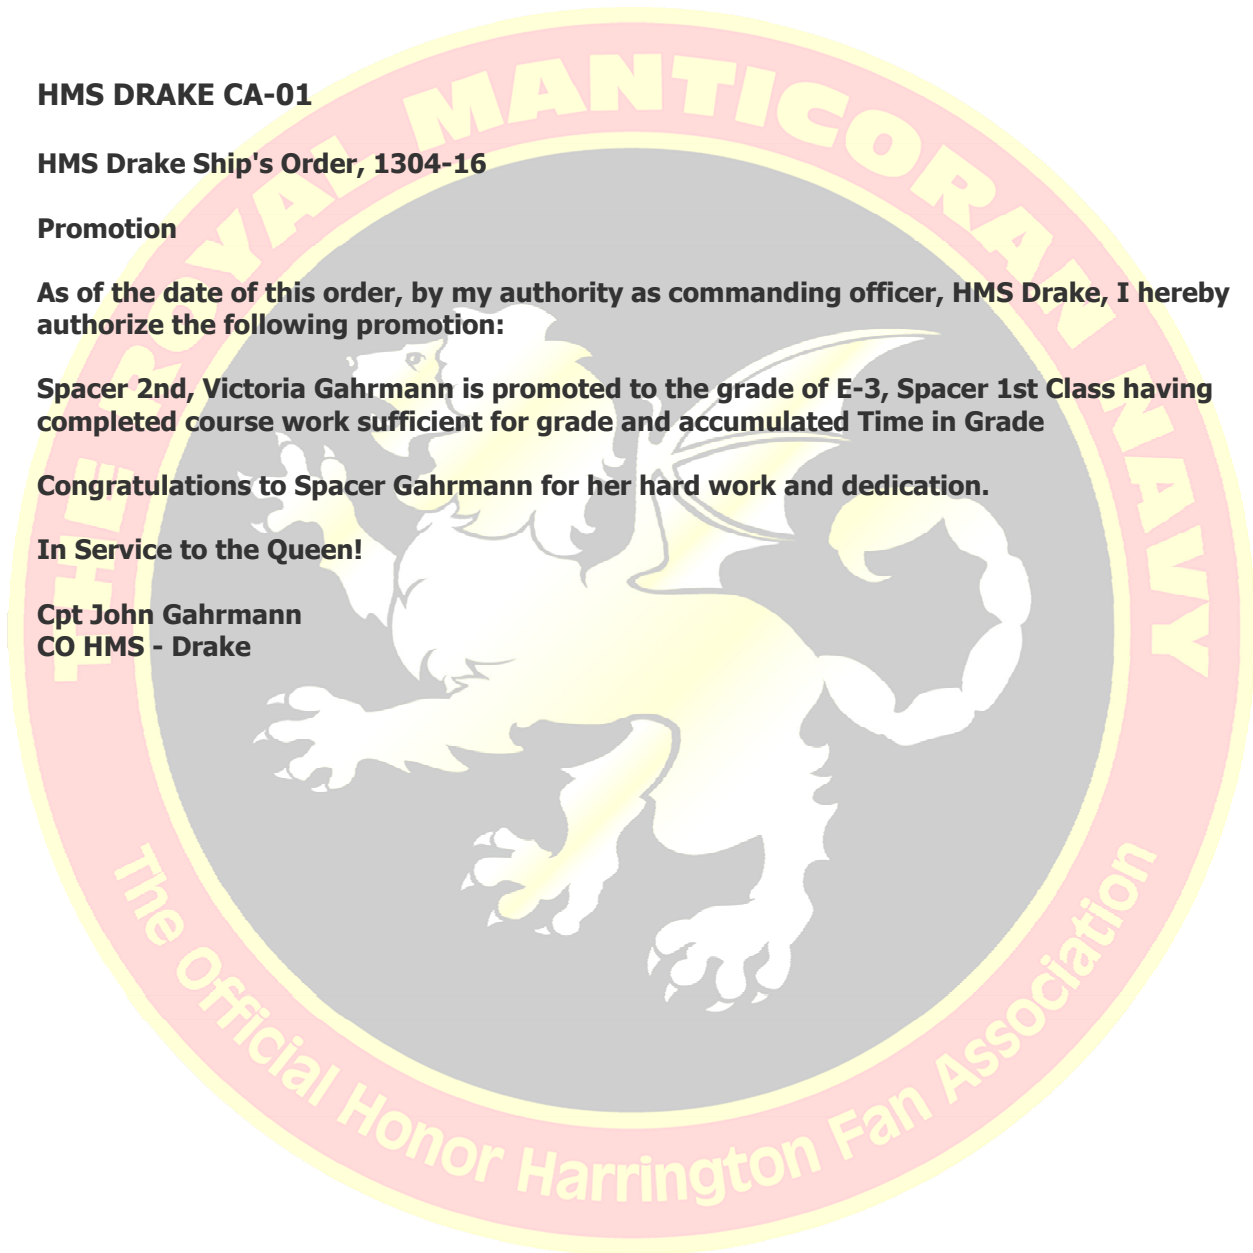 HMS DRAKE CA-01
HMS Drake Ship's Order, 1304-16
Promotion
As of the date of this order, by my authority as commanding officer, HMS Drake, I hereby
authorize the following promotion:
Spacer 2nd, Victoria Gahrmann is promoted to the grade of E-3, Spacer 1st Class having
completed course work sufficient for grade and accumulated Time in Grade
Congratulations to Spacer Gahrmann for her hard work and dedication.
In Service to the Queen!
Cpt John Gahrmann
CO HMS - Drake
THE ROYAL MANTICORAN NAVY
The Official Honor Harrington Fan Association